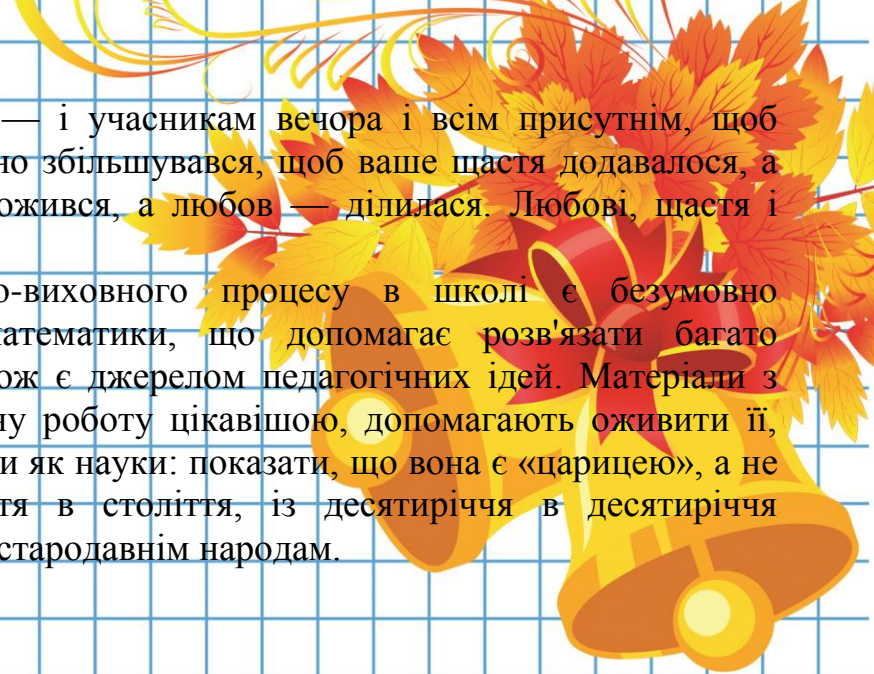 — і учасникам вечора і всім присутнім, щоб
но збільшувався, щоб ваше щастя додавалося, а
ожився, а любов — ділилася. Любові, щастя і
о-виховного процесу в школі є безумовно
атематики, що допомагає розв'язати багато
ож є джерелом педагогічних ідей. Матеріали з
ну роботу цікавішою, допомагають оживити її,
и як науки: показати, що вона є «царицею», а не
тя в століття, із десятиріччя в десятиріччя
стародавнім народам.